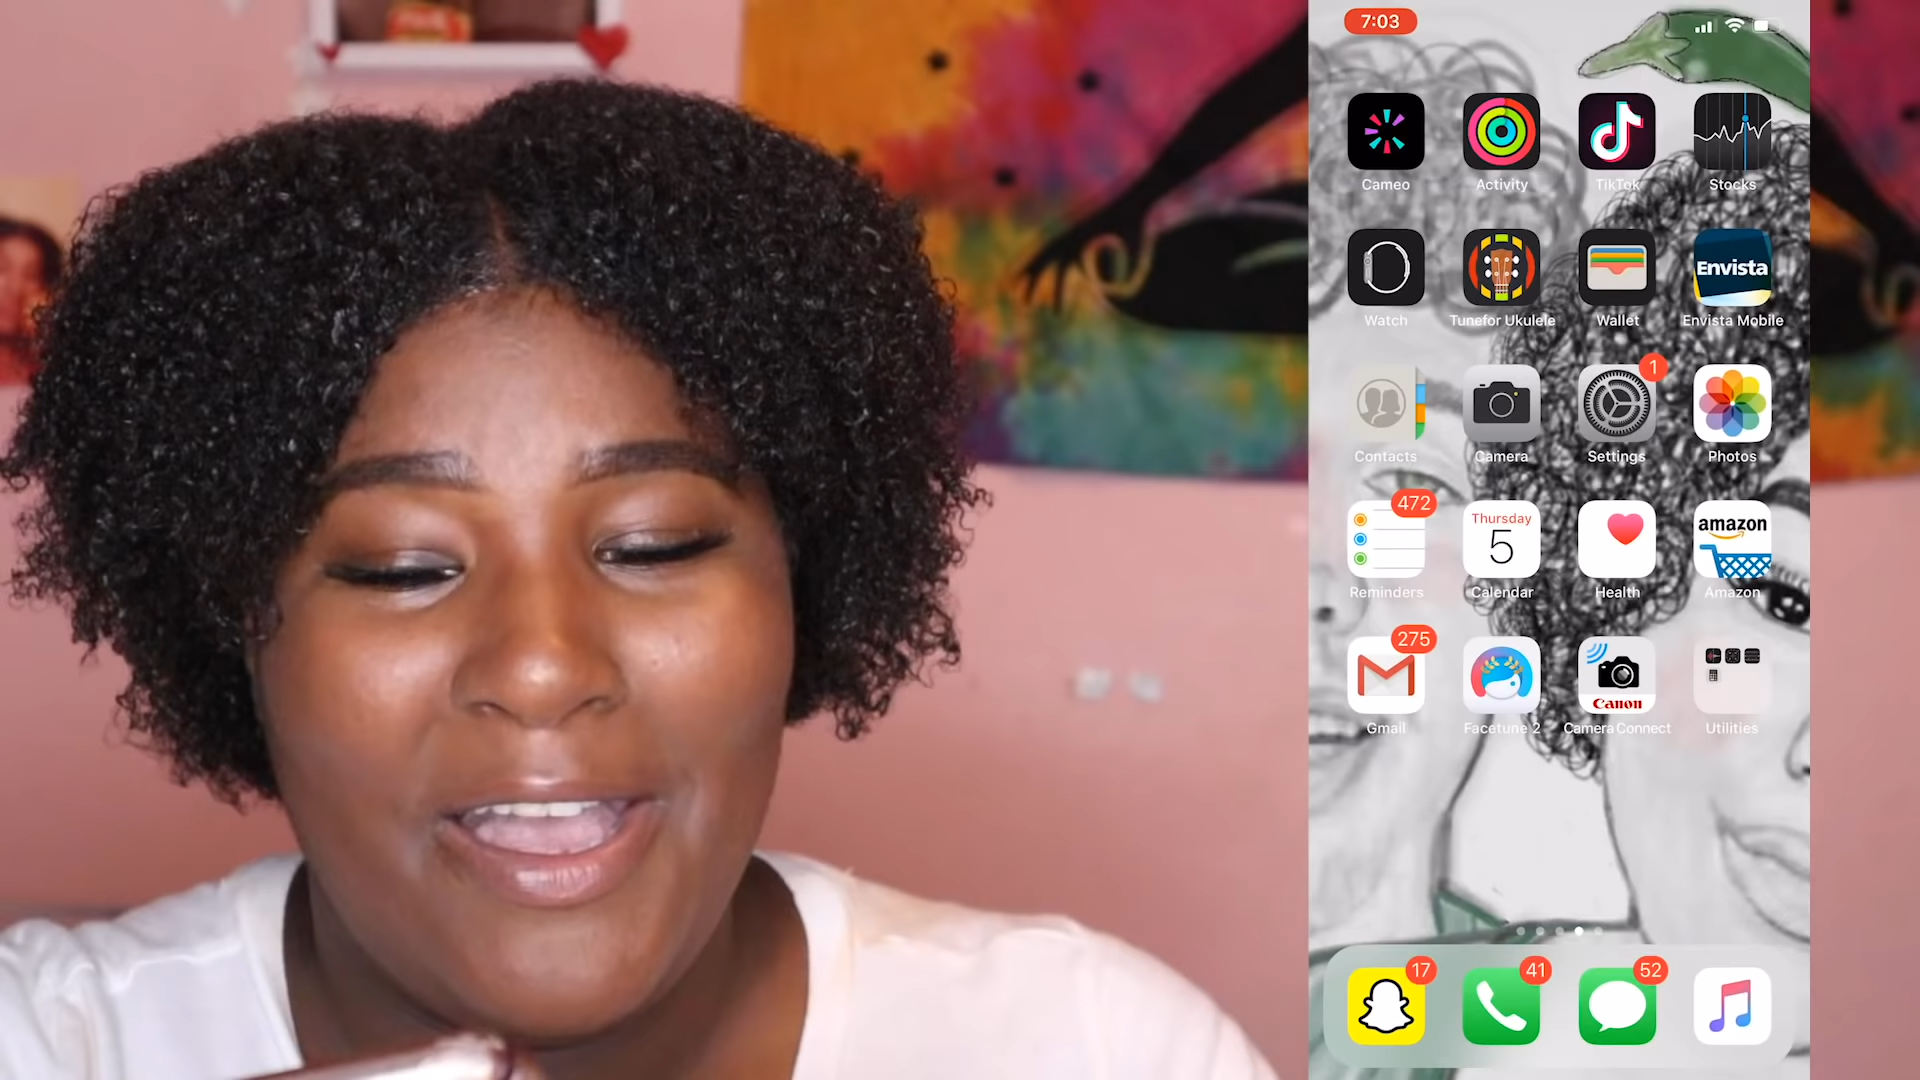 7:03
Cameo
Activity
TikTok
Stocks
Envista
Watch
Tunefor Ukulele
Wallet
Envista Mobile
1
Contacts
Camera
Settings
Photos
472
Thursday
5
amazon
Reminders
Calendar
Health
Amazon
275
Canon
Gmail
Facetune 2
Camera Connect
Utilities
17
41
52